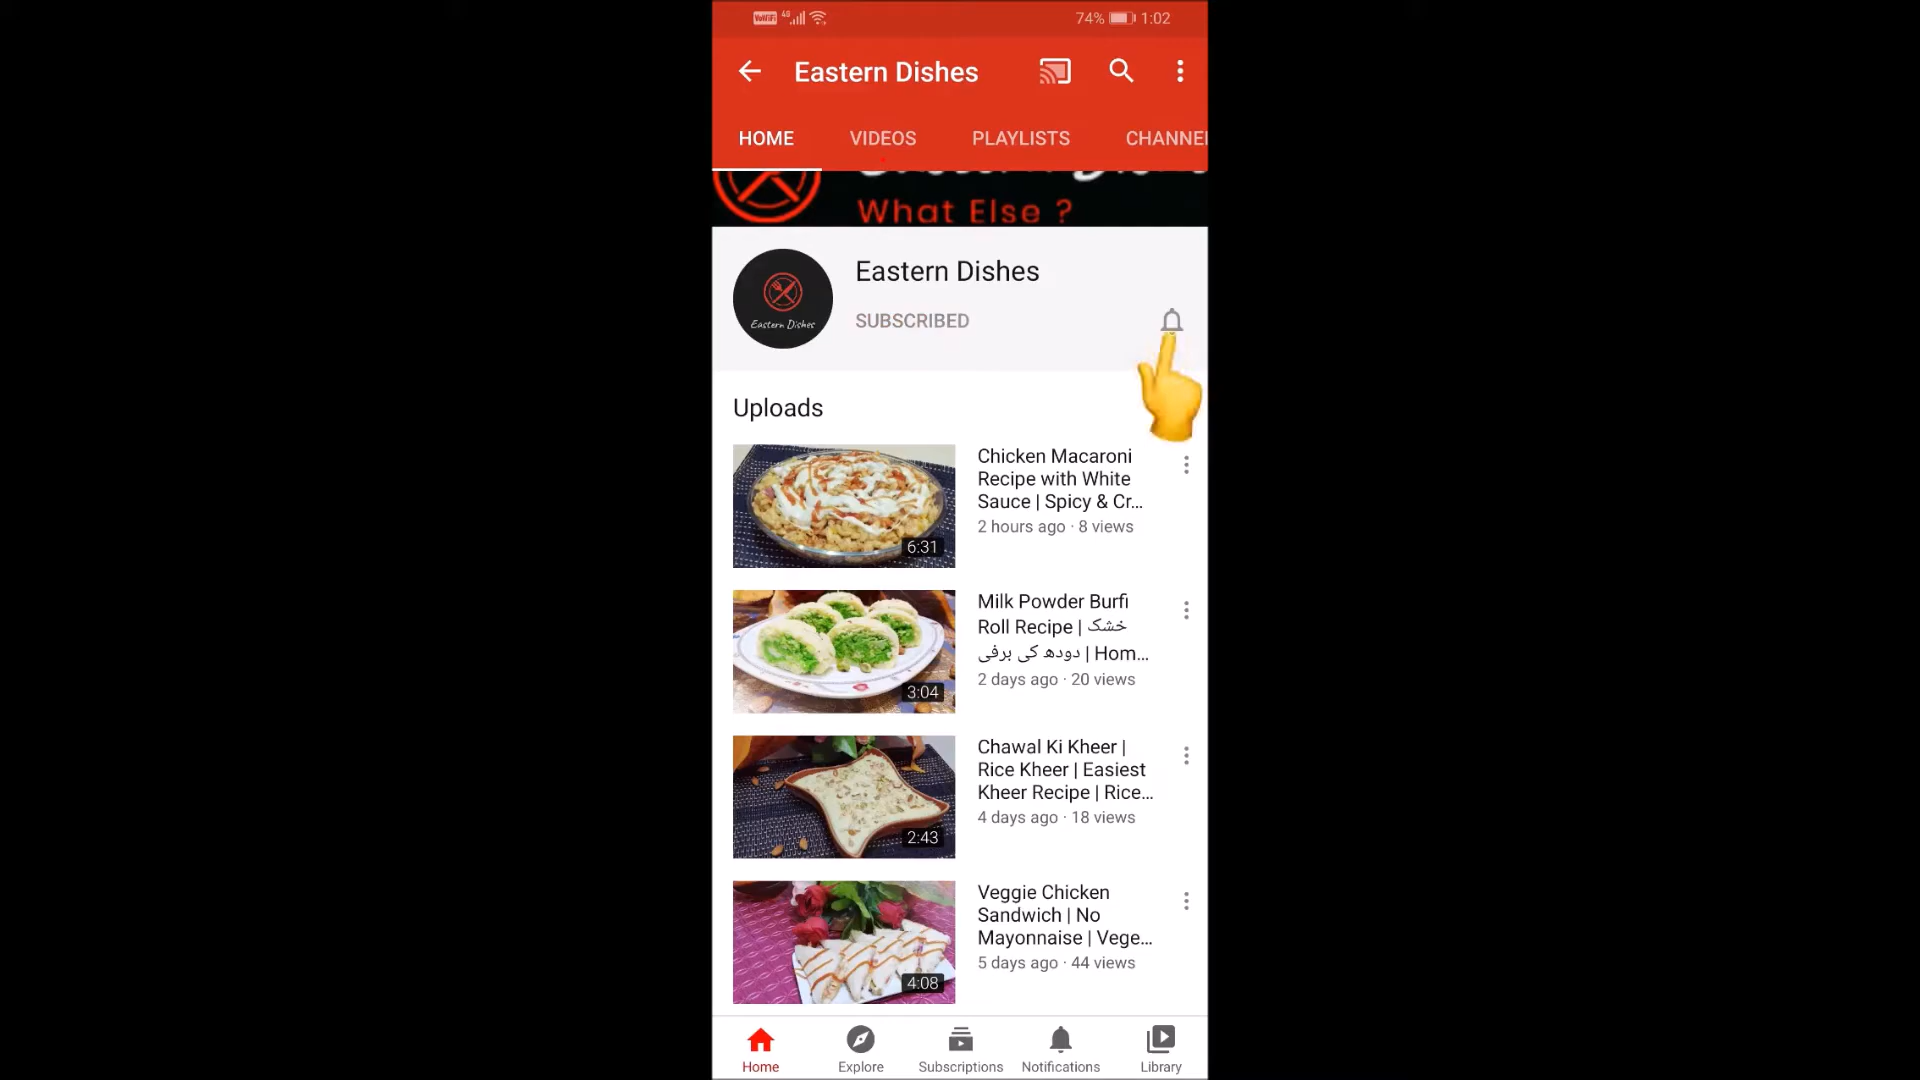 VoWiFi 4G 74% 1:02
Eastern Dishes
HOME VIDEOS PLAYLISTS CHANNE
What Else ?
Eastern Dishes
SUBSCRIBED
Eastern Dishes
Uploads
Chicken Macaroni
Recipe with White
Sauce | Spicy & Cr...
2 hours ago · 8 views
6:31
Milk Powder Burfi
Roll Recipe | خشک
دودھ کی برفی | Hom...
2 days ago · 20 views
3:04
Chawal Ki Kheer |
Rice Kheer | Easiest
Kheer Recipe | Rice...
4 days ago · 18 views
2:43
Veggie Chicken
Sandwich | No
Mayonnaise | Vege...
5 days ago · 44 views
4:08
Home Explore Subscriptions Notifications Library